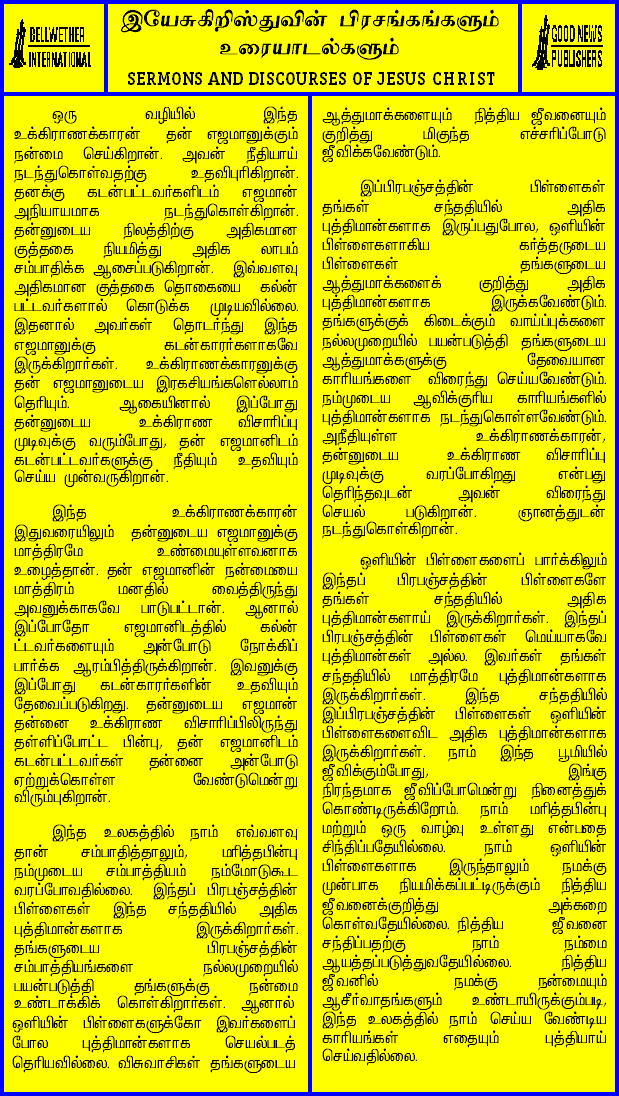 BELLWETHER
INTERNATIONAL
இயேசுகிறிஸ்துவின் பிரசங்கங்களும்
உரையாடல்களும்
SERMONS AND DISCOURSES OF JESUS CHRIST
GOOD NEWS
PUBLISHERS
ஒரு வழியில் இந்த
உக்கிராணக்காரன் தன் எஜமானுக்கும்
நன்மை செய்கிறான். அவன் நீதியாய்
நடந்துகொள்வதற்கு உதவிபுரிகிறான்.
தனக்கு கடன்பட்டவர்களிடம் எஜமான்
அநியாயமாக நடந்துகொள்கிறான்.
தன்னுடைய நிலத்திற்கு அதிகமான
குத்தகை நியமித்து அதிக லாபம்
சம்பாதிக்க ஆசைப்படுகிறான். இவ்வளவு
அதிகமான குத்தகை தொகையை கல்ன்
பட்டவர்களால் கொடுக்க முடியவில்லை.
இதனால் அவர்கள் தொடர்ந்து இந்த
எஜமானுக்கு கடன்காரர்களாகவே
இருக்கிறார்கள். உக்கிராணக்காரனுக்கு
தன் எஜமானுடைய இரகசியங்களெல்லாம்
தெரியும். ஆகையினால் இப்போது
தன்னுடைய உக்கிராண விசாரிப்பு
முடிவுக்கு வரும்போது, தன் எஜமானிடம்
கடன்பட்டவர்களுக்கு நீதியும் உதவியும்
செய்ய முன்வருகிறான்.
இந்த உக்கிராணக்காரன்
இதுவரையிலும் தன்னுடைய எஜமானுக்கு
மாத்திரமே உண்மையுள்ளவனாக
உழைத்தான். தன் எஜமானின் நன்மையை
மாத்திரம் மனதில் வைத்திருந்து
அவனுக்காகவே பாடுபட்டான். ஆனால்
இப்போதோ எஜமானிடத்தில் கல்ன்
ட்டவர்களையும் அன்போடு நோக்கிப்
பார்க்க ஆரம்பித்திருக்கிறான். இவனுக்கு
இப்போது கடன்காரர்களின் உதவியும்
தேவைப்படுகிறது. தன்னுடைய எஜமான்
தன்னை உக்கிராண விசாரிப்பிலிருந்து
தள்ளிப்போட்ட பின்பு, தன் எஜமானிடம்
கடன்பட்டவர்கள் தன்னை அன்போடு
ஏற்றுக்கொள்ள வேண்டுமென்று
விரும்புகிறான்.
இந்த உலகத்தில் நாம் எவ்வளவு
தான் சம்பாதித்தாலும், மரித்தபின்பு
நம்முடைய சம்பாத்தியம் நம்மோடுகூட
வரப்போவதில்லை. இந்தப் பிரபஞ்சத்தின்
பிள்ளைகள் இந்த சந்ததியில் அதிக
புத்திமான்களாக இருக்கிறார்கள்.
தங்களுடைய பிரபஞ்சத்தின்
சம்பாத்தியங்களை நல்லமுறையில்
பயன்படுத்தி தங்களுக்கு நன்மை
உண்டாக்கிக் கொள்கிறார்கள். ஆனால்
ஒளியின் பிள்ளைகளுக்கோ இவர்களைப்
போல புத்திமான்களாக செயல்படத்
தெரியவில்லை. விசுவாசிகள் தங்களுடைய
ஆத்துமாக்களையும் நித்திய ஜீவனையும்
குறித்து மிகுந்த எச்சரிப்போடு
ஜீவிக்கவேண்டும்.
இப்பிரபஞ்சத்தின் பிள்ளைகள்
தங்கள் சந்ததியில் அதிக
புத்திமான்களாக இருப்பதுபோல, ஒளியின்
பிள்ளைகளாகிய கர்த்தருடைய
பிள்ளைகள் தங்களுடைய
ஆத்துமாக்களைக் குறித்து அதிக
புத்திமான்களாக இருக்கவேண்டும்.
தங்களுக்குக் கிடைக்கும் வாய்ப்புக்களை
நல்லமுறையில் பயன்படுத்தி தங்களுடைய
ஆத்துமாக்களுக்கு தேவையான
காரியங்களை விரைந்து செய்யவேண்டும்.
நம்முடைய ஆவிக்குரிய காரியங்களில்
புத்திமான்களாக நடந்துகொள்ளவேண்டும்.
அநீதியுள்ள உக்கிராணக்காரன்,
தன்னுடைய உக்கிராண விசாரிப்பு
முடிவுக்கு வரப்போகிறது என்பது
தெரிந்தவுடன் அவன் விரைந்து
செயல் படுகிறான். ஞானத்துடன்
நடந்துகொள்கிறான்.
ஒளியின் பிள்ளைகளைப் பார்க்கிலும்
இந்தப் பிரபஞ்சத்தின் பிள்ளைகளே
தங்கள் சந்ததியில் அதிக
புத்திமான்களாய் இருக்கிறார்கள். இந்தப்
பிரபஞ்சத்தின் பிள்ளைகள் மெய்யாகவே
புத்திமான்கள் அல்ல. இவர்கள் தங்கள்
சந்ததியில் மாத்திரமே புத்திமான்களாக
இருக்கிறார்கள். இந்த சந்ததியில்
இப்பிரபஞ்சத்தின் பிள்ளைகள் ஒளியின்
பிள்ளைகளைவிட அதிக புத்திமான்களாக
இருக்கிறார்கள். நாம் இந்த பூமியில்
ஜீவிக்கும்போது, இங்கு
நிரந்தமாக ஜீவிப்போமென்று நினைத்துக்
கொண்டிருக்கிறோம். நாம் மரித்தபின்பு
மற்றும் ஒரு வாழ்வு உள்ளது என்பதை
சிந்திப்பதேயில்லை. நாம் ஒளியின்
பிள்ளைகளாக இருந்தாலும் நமக்கு
முன்பாக நியமிக்கப்பட்டிருக்கும் நித்திய
ஜீவனைக்குறித்து அக்கறை
கொள்வதேயில்லை. நித்திய ஜீவனை
சந்திப்பதற்கு நாம் நம்மை
ஆயத்தப்படுத்துவதேயில்லை. நித்திய
ஜீவனில் நமக்கு நன்மையும்
ஆசீர்வாதங்களும் உண்டாயிருக்கும்படி,
இந்த உலகத்தில் நாம் செய்ய வேண்டிய
காரியங்கள் எதையும் புத்தியாய்
செய்வதில்லை.